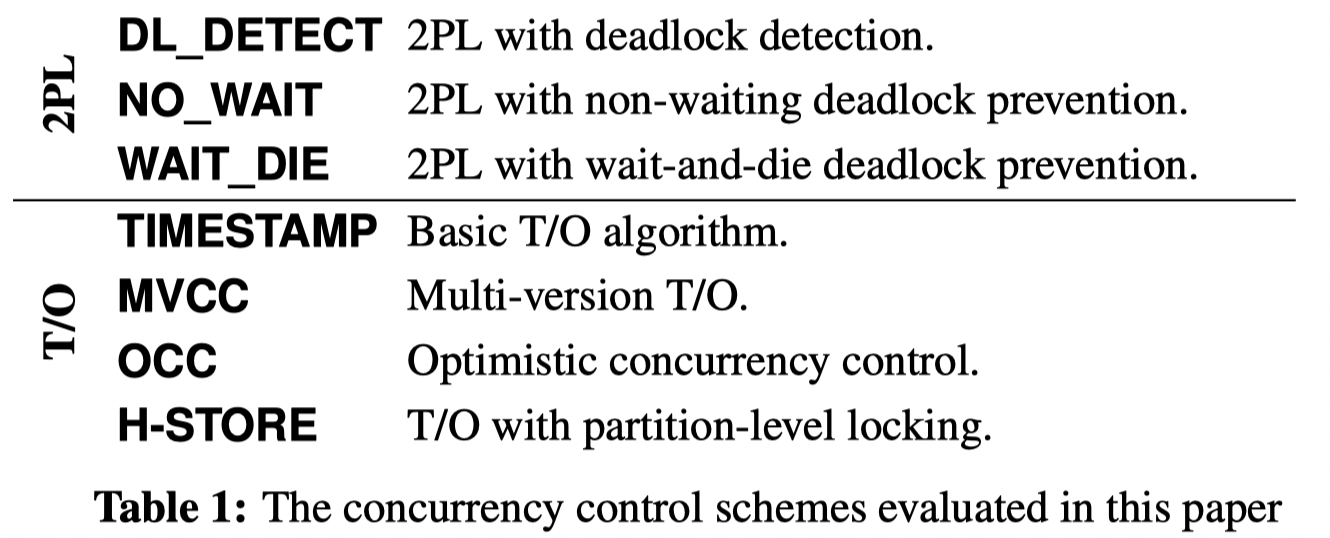 2PL
DL_DETECT 2PL with deadlock detection.
NO_WAIT 2PL with non-waiting deadlock prevention.
WAIT_DIE 2PL with wait-and-die deadlock prevention.
T/O
TIMESTAMP Basic T/O algorithm.
MVCC Multi-version T/O.
OCC Optimistic concurrency control.
H-STORE T/O with partition-level locking.
Table 1: The concurrency control schemes evaluated in this paper